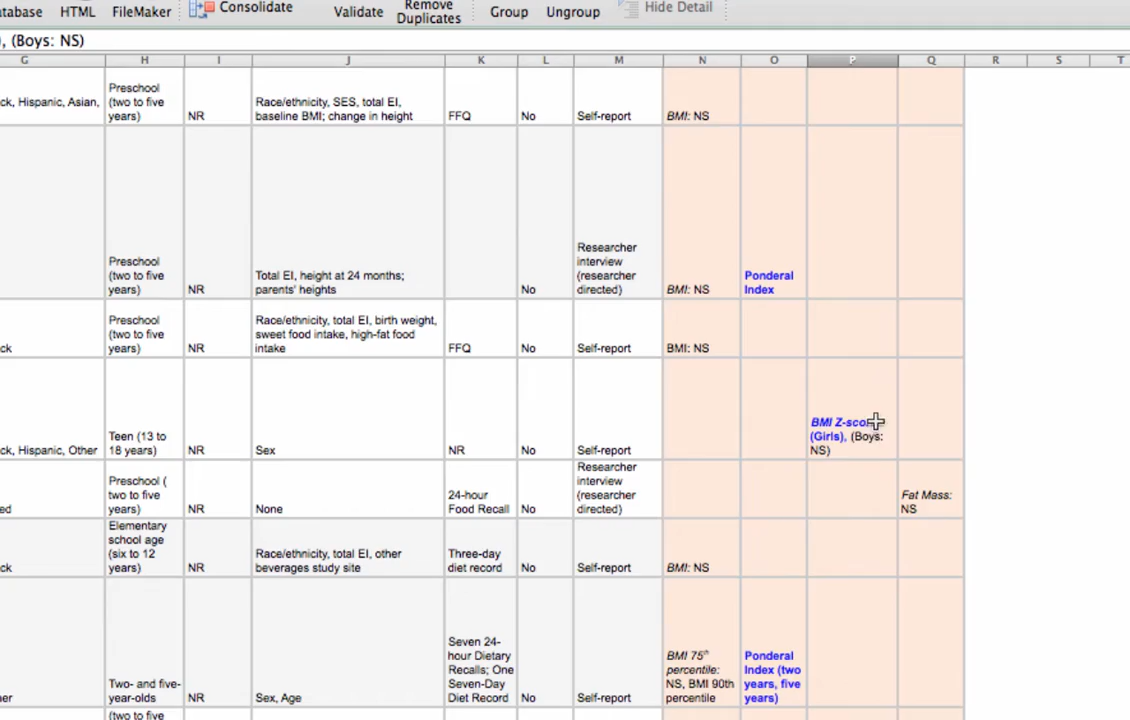 atabase
HTML
FileMaker
Consolidate
Validate
Remove
Duplicates
Group
Ungroup
Hide Detail
), (Boys: NS)
G H I J K L M N O P Q R S T
ck, Hispanic, Asian,
Preschool
(two to five
years)
NR
Race/ethnicity, SES, total EI,
baseline BMI; change in height
FFQ
No
Self-report
BMI: NS
Preschool
(two to five
years)
NR
Total EI, height at 24 months;
parents' heights
No
Researcher
interview
(researcher
directed)
BMI: NS
Ponderal
Index
ck
Preschool
(two to five
years)
NR
Race/ethnicity, total EI, birth weight,
sweet food intake, high-fat food
intake
FFQ
No
Self-report
BMI: NS
ck, Hispanic, Other
Teen (13 to
18 years)
NR
Sex
NR
No
Self-report
BMI Z-sco
(Girls), (Boys:
NS)
ed
Preschool (
two to five
years)
NR
None
24-hour
Food Recall
No
Researcher
interview
(researcher
directed)
Fat Mass:
NS
ck
Elementary
school age
(six to 12
years)
NR
Race/ethnicity, total EI, other
beverages study site
Three-day
diet record
No
Self-report
BMI: NS
her
Two- and five-
year-olds
NR
Sex, Age
Seven 24-
hour Dietary
Recalls; One
Seven-Day
Diet Record
No
Self-report
BMI 75th
percentile:
NS, BMI 90th
percentile
Ponderal
Index (two
years, five
years)
(two to five